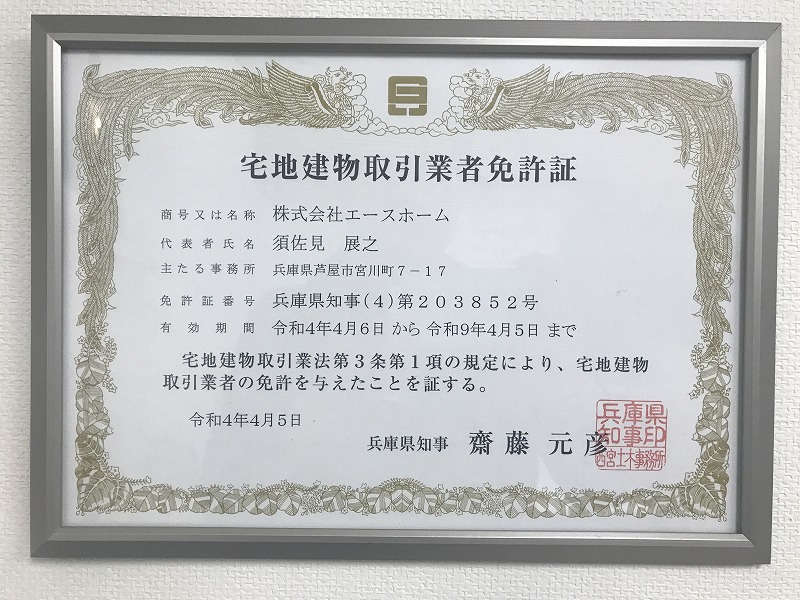 宅地建物取引業者免許証
商号又は名称 株式会社エースホーム
代表者氏名 須佐見 展之
主たる事務所 兵庫県芦屋市宮川町７－１７
免許証番号 兵庫県知事（４）第２０３８５２号
有効期間 令和4年4月6日 から 令和9年4月5日 まで
宅地建物取引業法第３条第１項の規定により、宅地建物
取引業者の免許を与えたことを証する。
令和4年4月5日
兵庫県知事 齋藤 元彦
兵庫県
知事印
西宮土木事務所